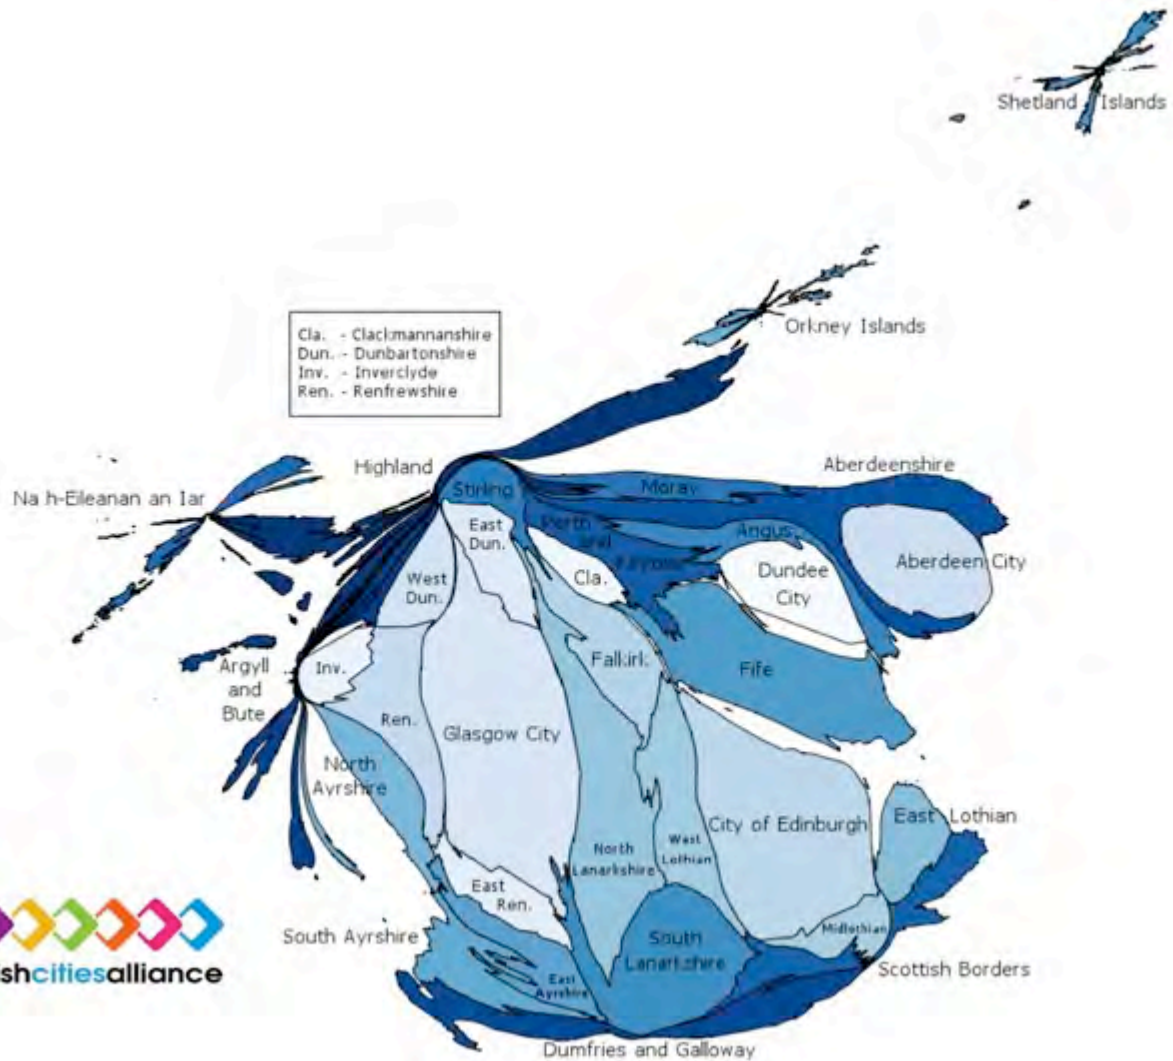 Shetland Islands
Orkney Islands
Cla. - Clackmannanshire
Dun. - Dunbartonshire
Inv. - Inverclyde
Ren. - Renfrewshire
Highland
Aberdeenshire
Na h-Eileanan an Iar
Stirling
Moray
East
Dun.
Perth
and
Angus
Aberdeen City
West
Dun.
Cla.
Dundee
City
Argyll
and
Bute
Inv.
Falkirk
Fife
Ren.
Glasgow City
North
Ayrshire
City of Edinburgh
East Lothian
North
Lanarkshire
West
Lothian
East
Ren.
South Ayrshire
South
Lanarkshire
Midlothian
shcitiesalliance
East
Ayrshire
Scottish Borders
Dumfries and Galloway